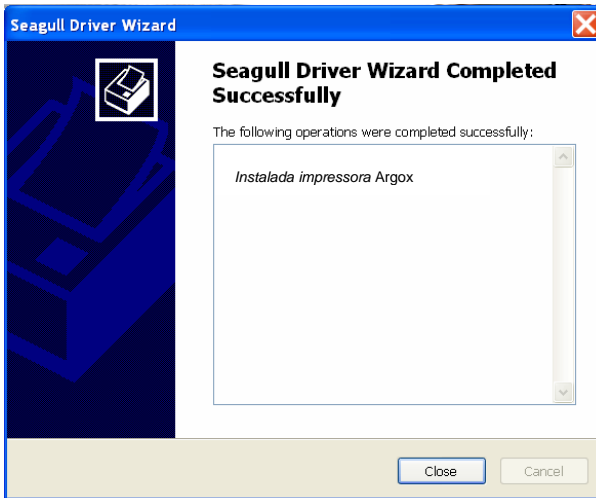 Seagull Driver Wizard
Seagull Driver Wizard Completed
Successfully
The following operations were completed successfully:
Instalada impressora Argox
Close
Cancel